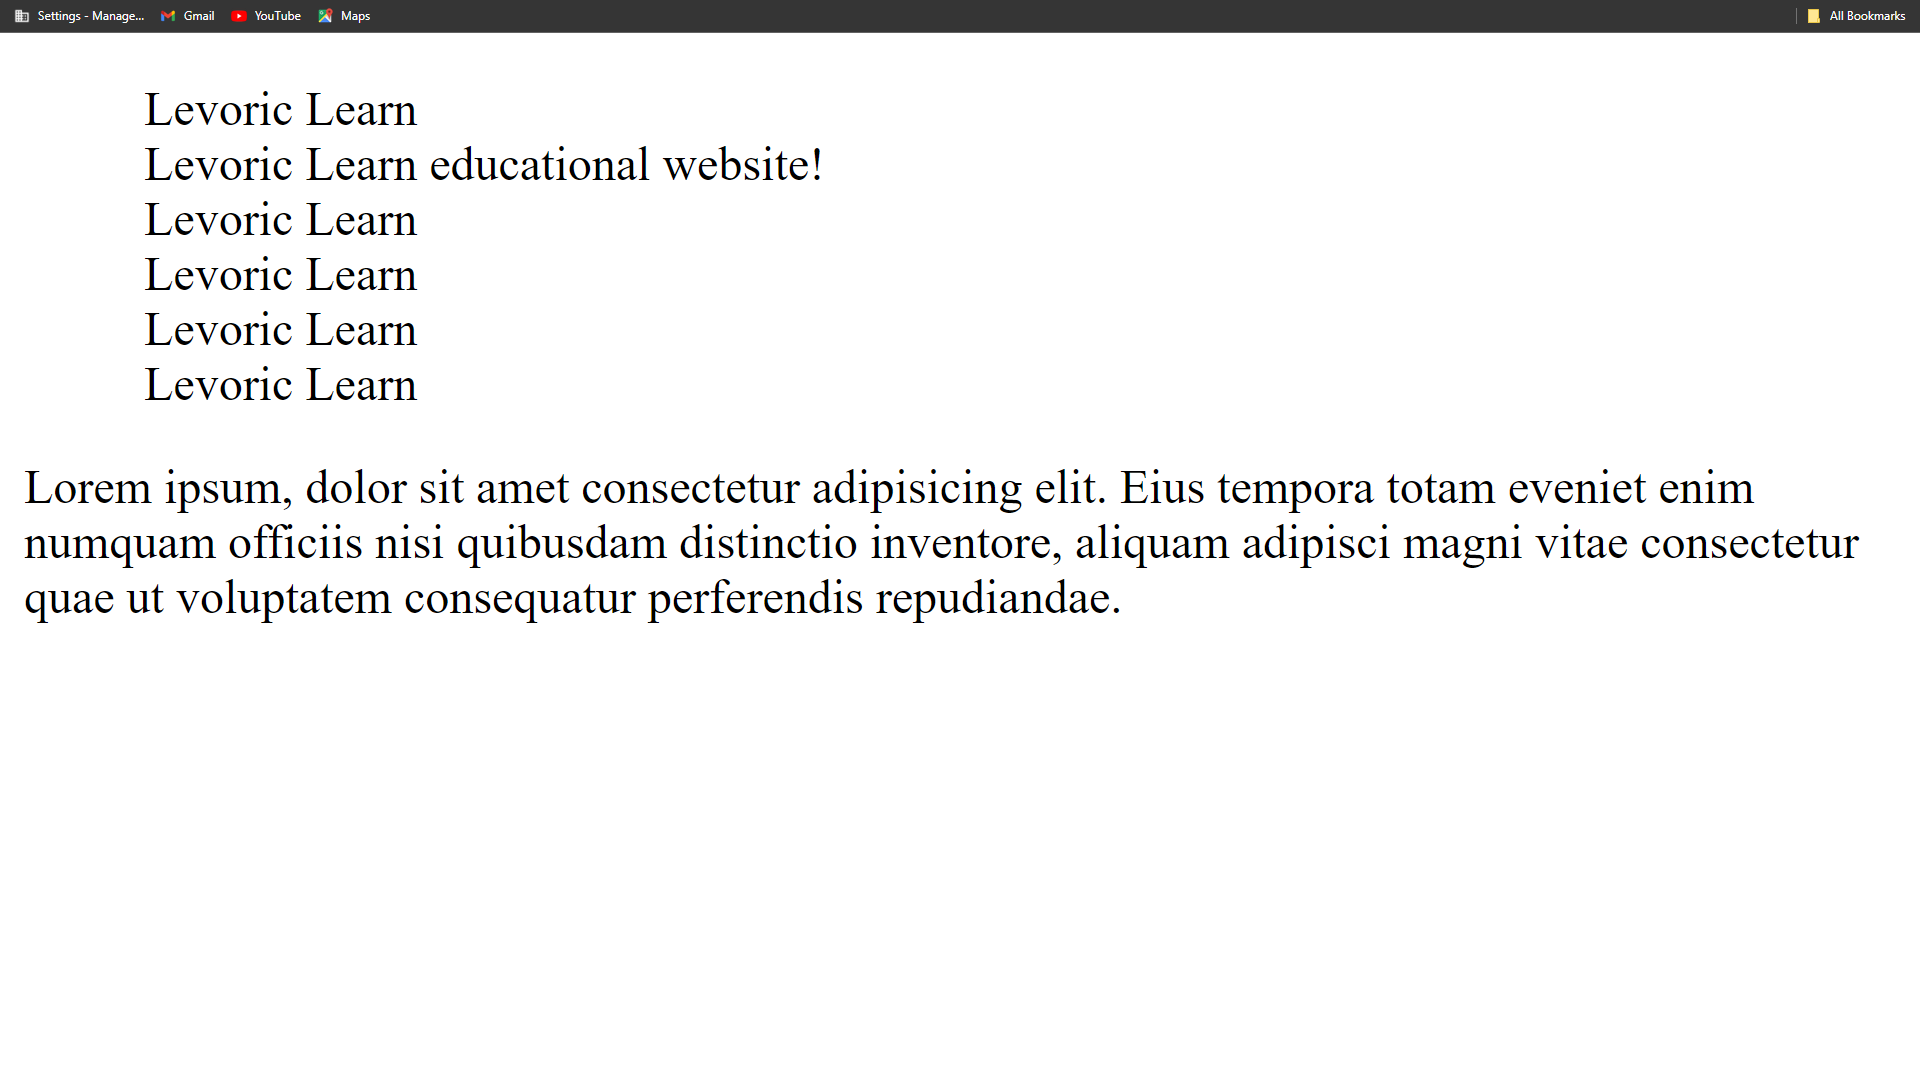 Settings - Manage... Gmail YouTube Maps All Bookmarks
Levoric Learn
Levoric Learn educational website!
Levoric Learn
Levoric Learn
Levoric Learn
Levoric Learn
Lorem ipsum, dolor sit amet consectetur adipisicing elit. Eius tempora totam eveniet enim
numquam officiis nisi quibusdam distinctio inventore, aliquam adipisci magni vitae consectetur
quae ut voluptatem consequatur perferendis repudiandae.